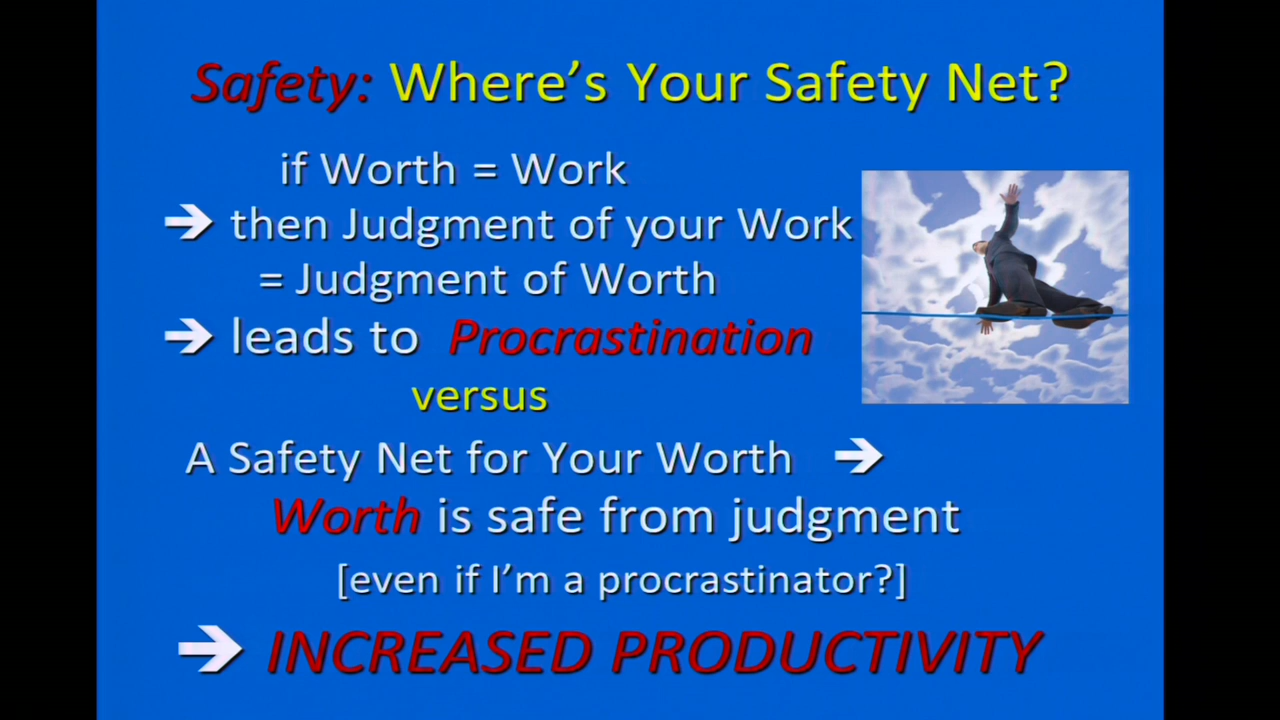 Safety: Where's Your Safety Net?
if Worth = Work
➔ then Judgment of your Work
= Judgment of Worth
➔ leads to Procrastination
versus
A Safety Net for Your Worth ➔
Worth is safe from judgment
[even if I'm a procrastinator?]
➔ INCREASED PRODUCTIVITY